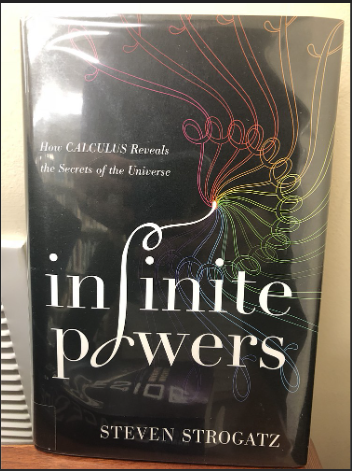 How CALCULUS Reveals
the Secrets of the Universe
infinite
powers
STEVEN STROGATZ